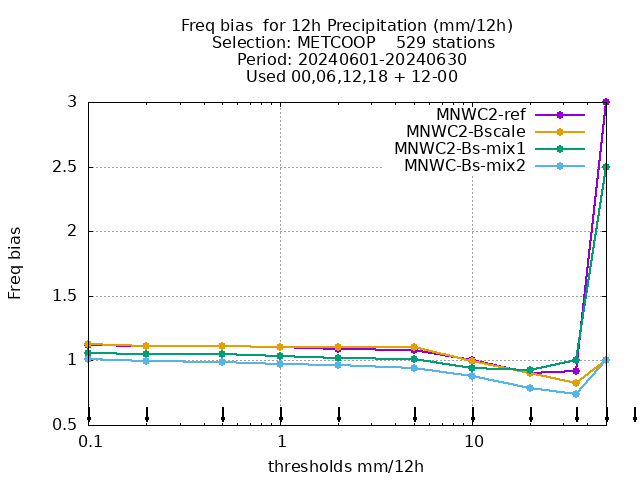 Freq bias  for 12h Precipitation (mm/12h)
Selection: METCOOP    529 stations
Period: 20240601-20240630
Used 00,06,12,18 + 12-00
MNWC2-ref
MNWC2-Bscale
MNWC2-Bs-mix1
MNWC-Bs-mix2
3
2.5
2
1.5
1
0.5
Freq bias
0.1 1 10
thresholds mm/12h